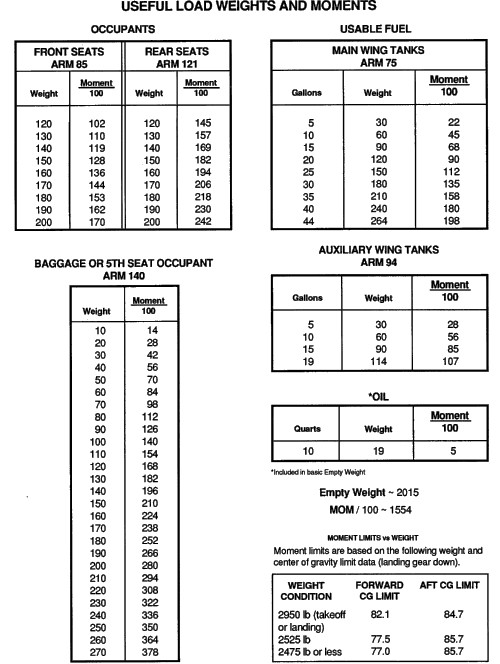 USEFUL LOAD WEIGHTS AND MOMENTS
OCCUPANTS
FRONT SEATS
ARM 85
REAR SEATS
ARM 121
Weight Moment 100 Weight Moment 100
120 102 120 145
130 110 130 157
140 119 140 169
150 128 150 182
160 136 160 194
170 144 170 206
180 153 180 218
190 162 190 230
200 170 200 242
BAGGAGE OR 5TH SEAT OCCUPANT
ARM 140
Weight Moment 100
10 14
20 28
30 42
40 56
50 70
60 84
70 98
80 112
90 126
100 140
110 154
120 168
130 182
140 196
150 210
160 224
170 238
180 252
190 266
200 280
210 294
220 308
230 322
240 336
250 350
260 364
270 378
USABLE FUEL
MAIN WING TANKS
ARM 75
Gallons Weight Moment 100
5 30 22
10 60 45
15 90 68
20 120 90
25 150 112
30 180 135
35 210 158
40 240 180
44 264 198
AUXILIARY WING TANKS
ARM 94
Gallons Weight Moment 100
5 30 28
10 60 56
15 90 85
19 114 107
*OIL
Quarts Weight Moment 100
10 19 5
*Included in basic Empty Weight
Empty Weight ~ 2015
MOM / 100 ~ 1554
MOMENT LIMITS vs WEIGHT
Moment limits are based on the following weight and
center of gravity limit data (landing gear down).
WEIGHT CONDITION FORWARD CG LIMIT AFT CG LIMIT
2950 lb (takeoff or landing) 82.1 84.7
2525 lb 77.5 85.7
2475 lb or less 77.0 85.7